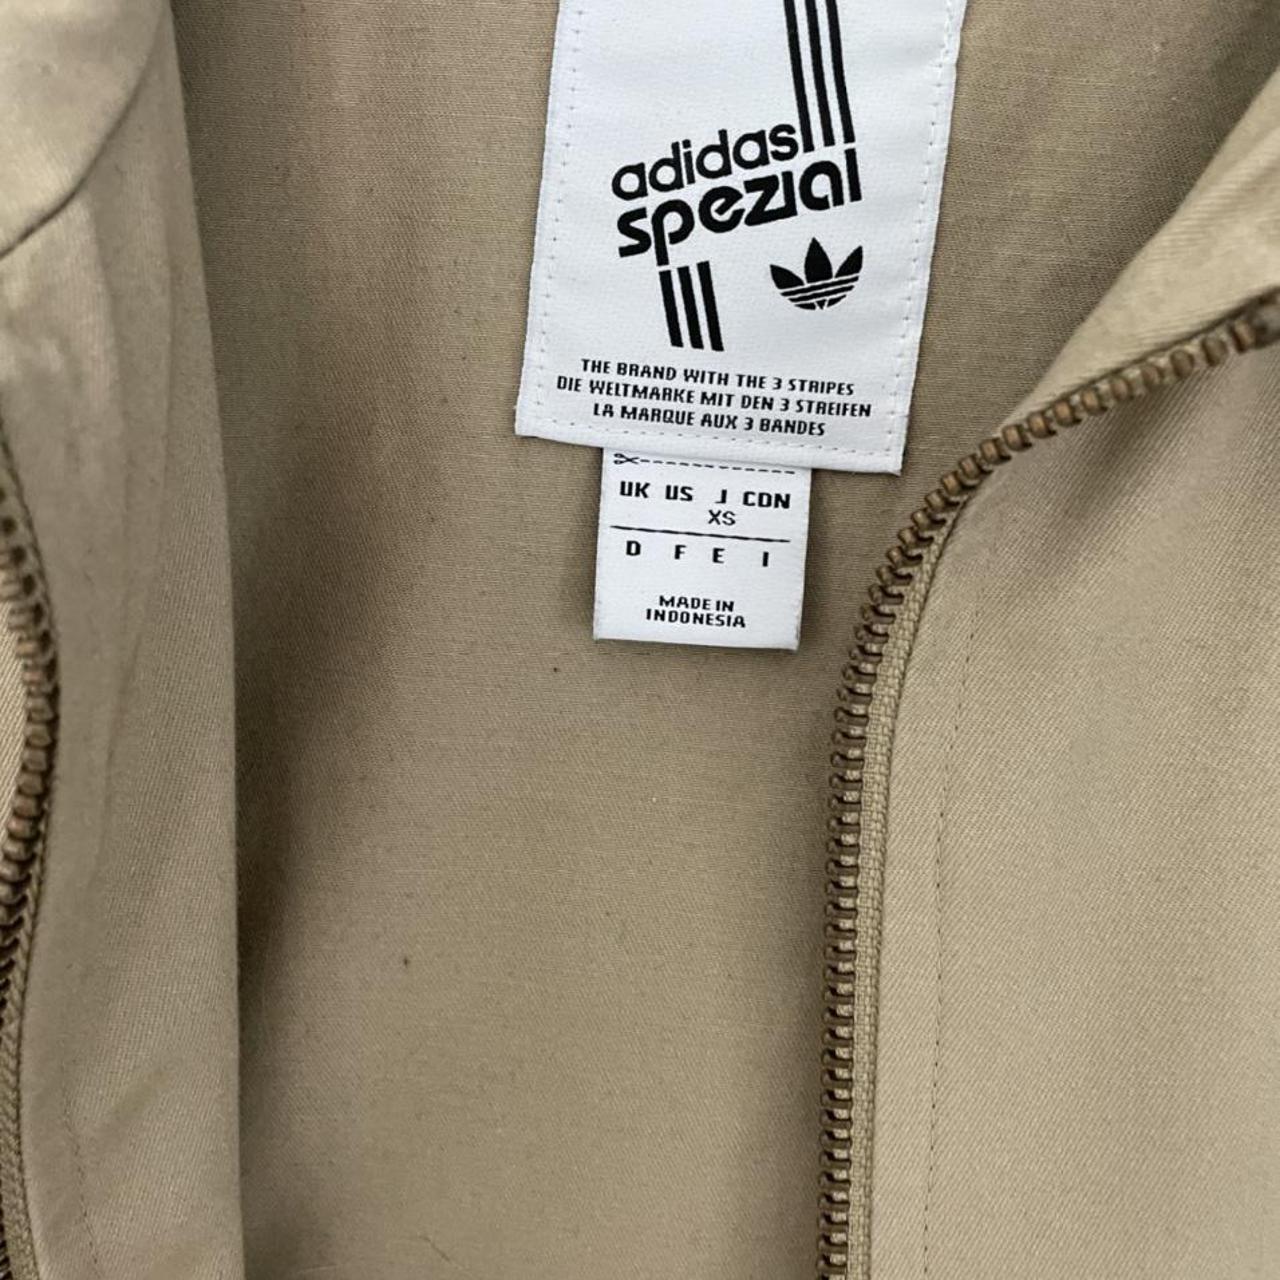 adidas
spezial
THE BRAND WITH THE 3 STRIPES
DIE WELTMARKE MIT DEN 3 STREIFEN
LA MARQUE AUX 3 BANDES
UK US J CDN
XS
D F E I
MADE IN
INDONESIA